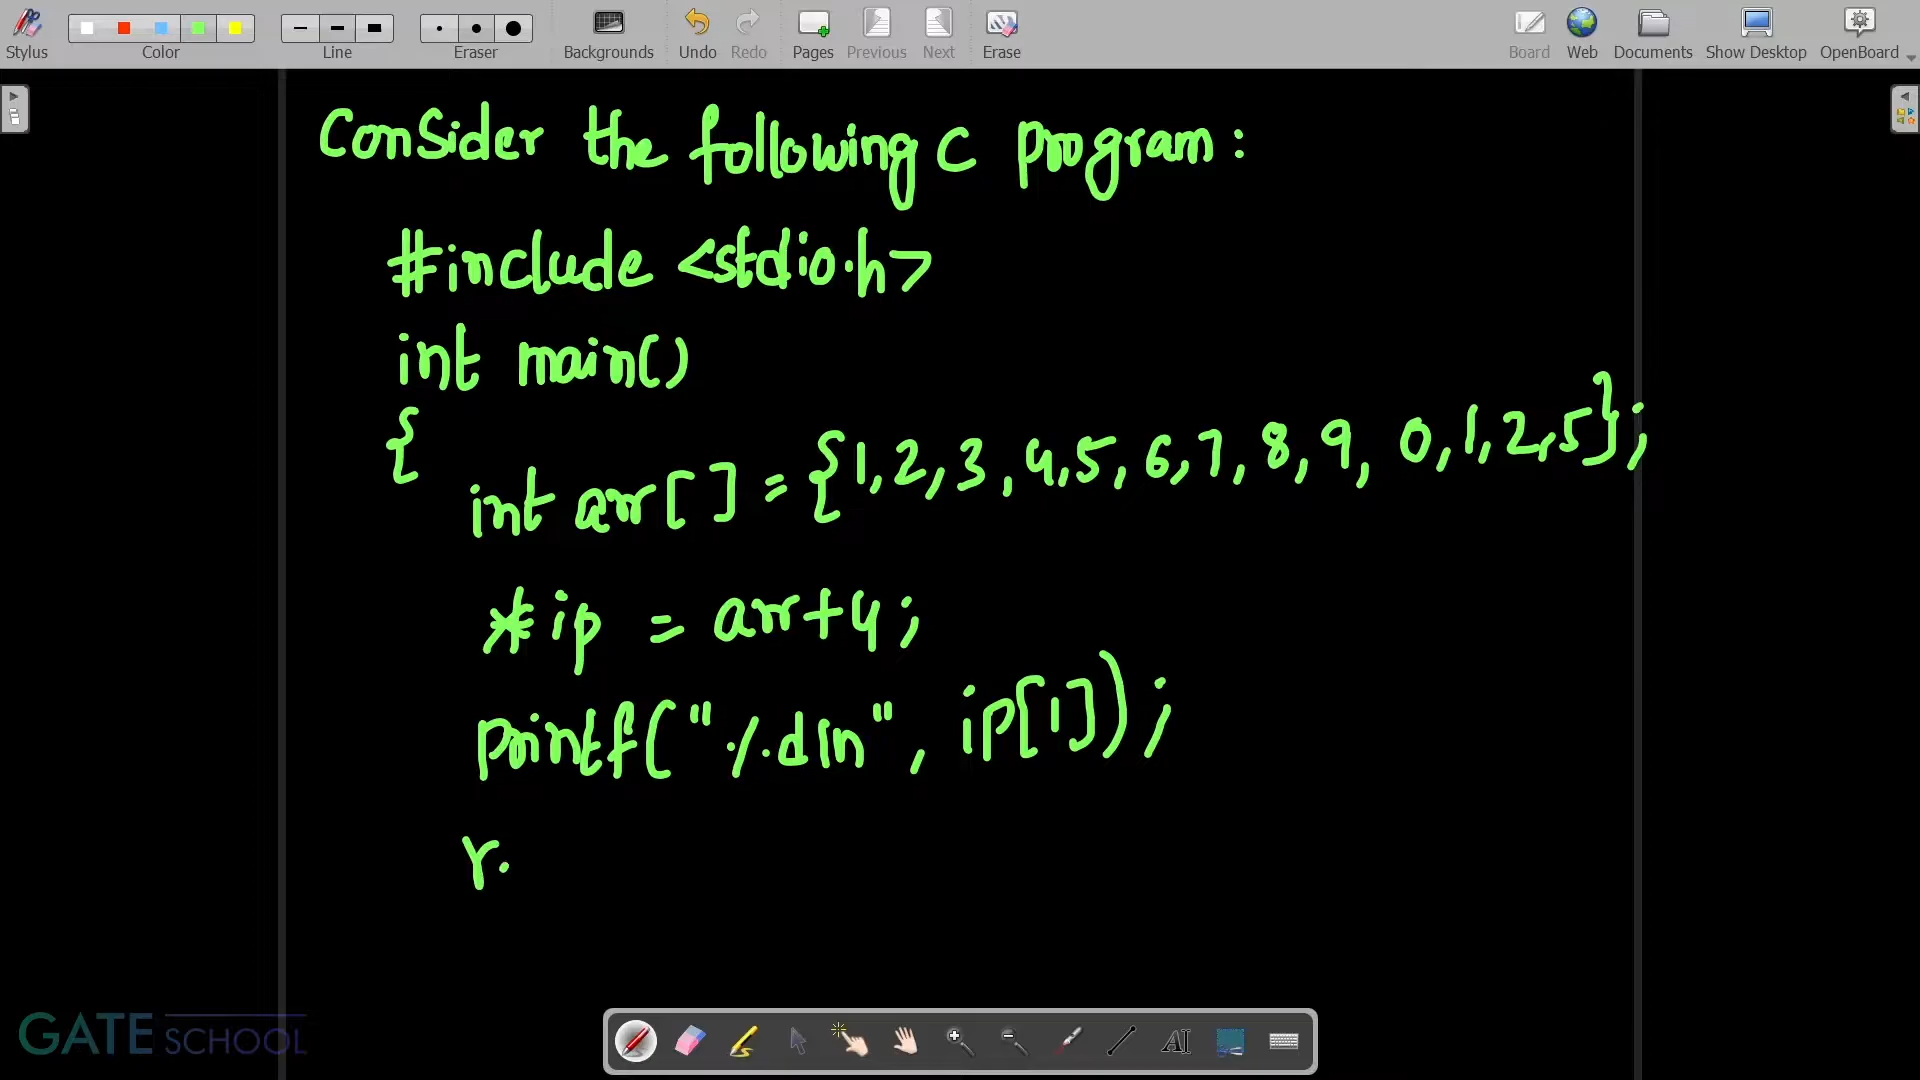 Stylus
Color
Line
Eraser
Backgrounds
Undo
Redo
Pages
Previous
Next
Erase
Board
Web
Documents
Show Desktop
OpenBoard
Consider the following C program:
#include <stdio.h>
int main()
{
int arr[] = {1,2,3,4,5,6,7,8,9,0,1,2,5};
*ip = arr+4;
printf("%d\n", ip[1]);
r.
GATE SCHOOL
AI